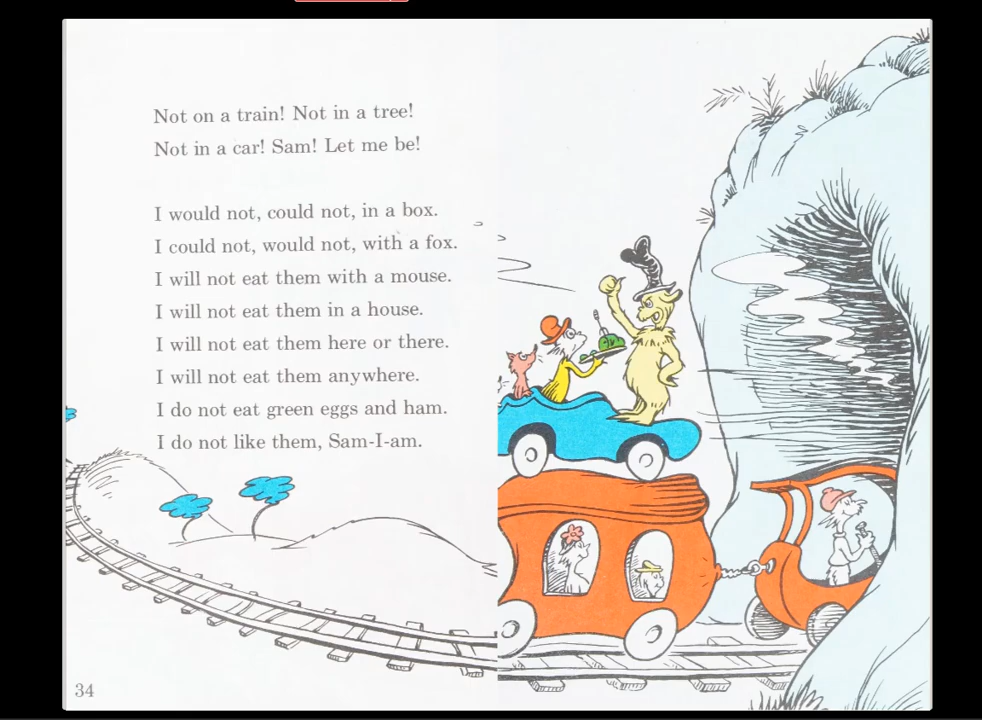 Not on a train! Not in a tree!
Not in a car! Sam! Let me be!
I would not, could not, in a box.
I could not, would not, with a fox.
I will not eat them with a mouse.
I will not eat them in a house.
I will not eat them here or there.
I will not eat them anywhere.
I do not eat green eggs and ham.
I do not like them, Sam-I-am.
34